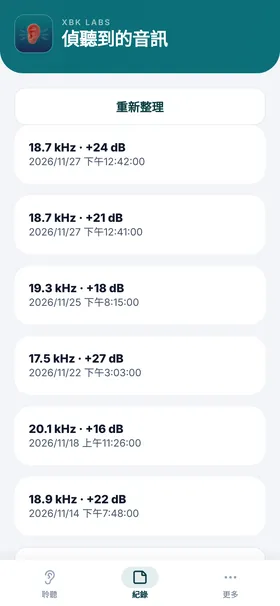 XBK LABS
偵聽到的音訊
重新整理
18.7 kHz · +24 dB
2026/11/27 下午12:42:00
18.7 kHz · +21 dB
2026/11/27 下午12:41:00
19.3 kHz · +18 dB
2026/11/25 下午8:15:00
17.5 kHz · +27 dB
2026/11/22 下午3:03:00
20.1 kHz · +16 dB
2026/11/18 上午11:26:00
18.9 kHz · +22 dB
2026/11/14 下午7:48:00
聆聽
紀錄
更多